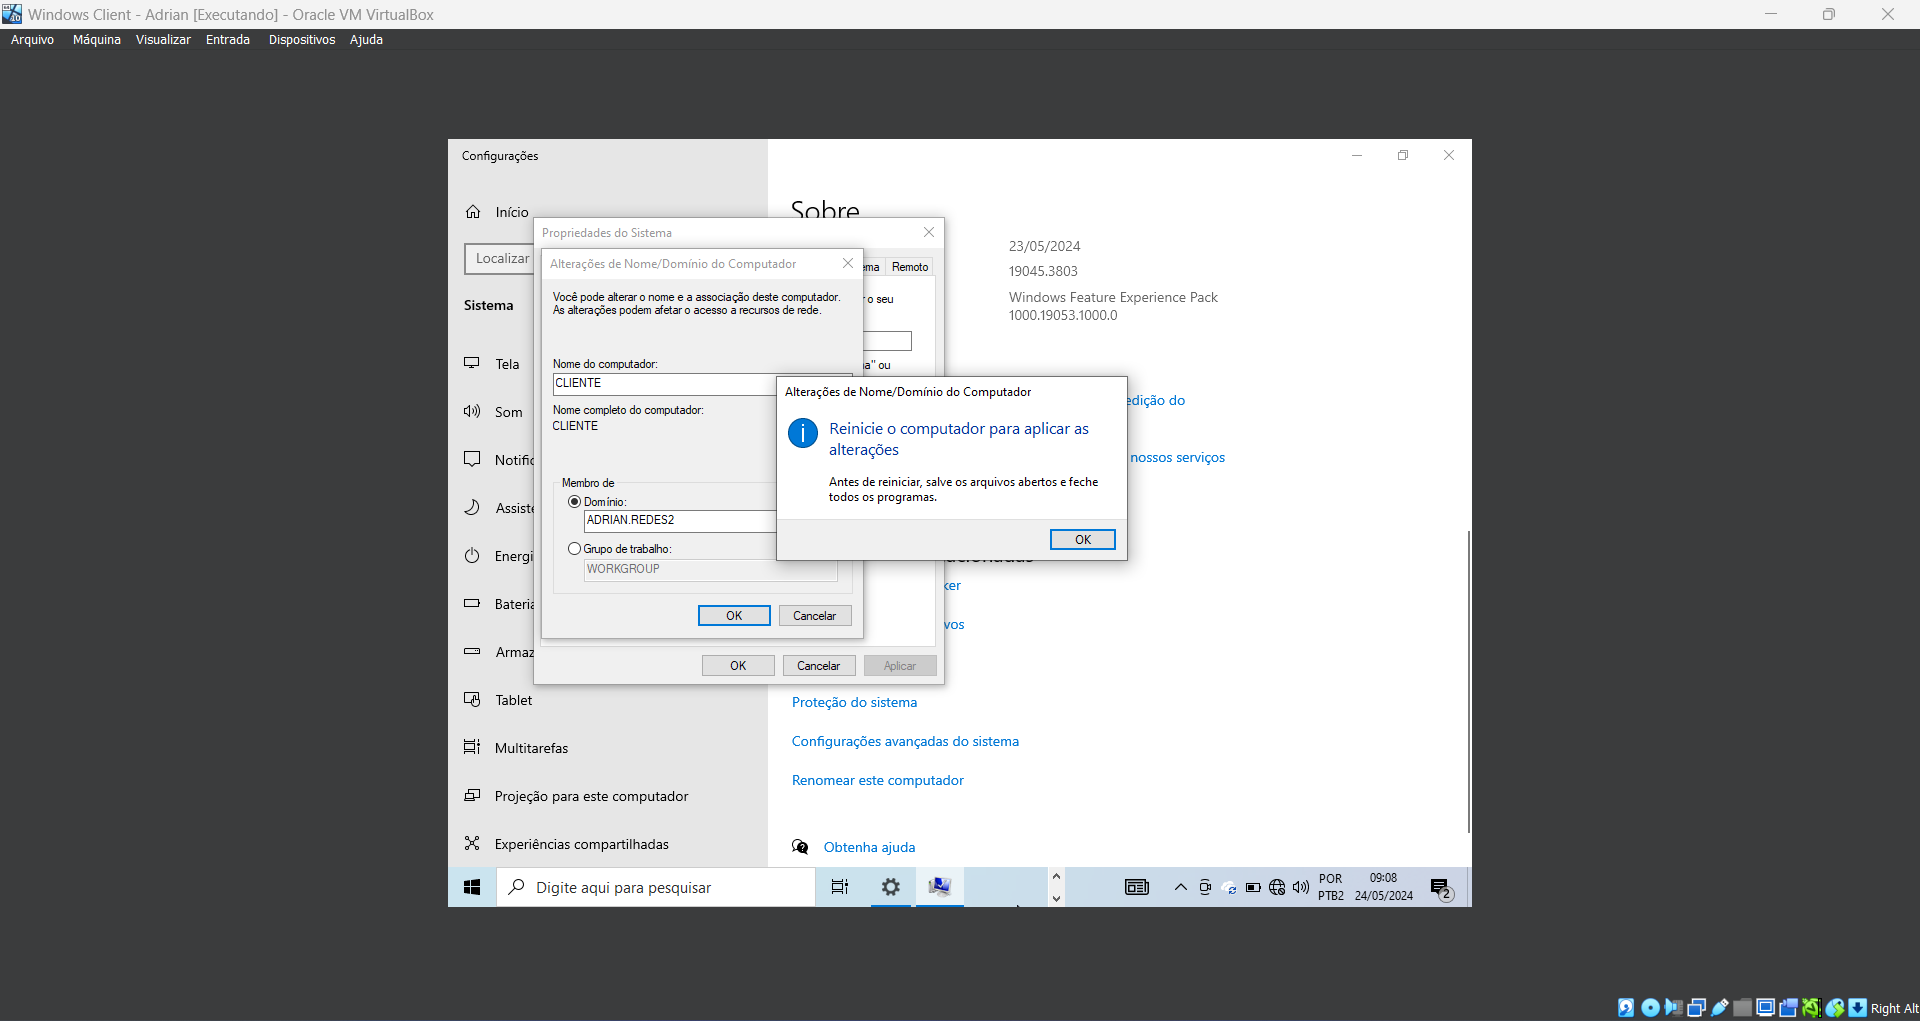 Windows Client - Adrian [Executando] - Oracle VM VirtualBox
Arquivo Máquina Visualizar Entrada Dispositivos Ajuda
Configurações
Início
Localizar
Sistema
Tela
Som
Notific
Assiste
Energi
Bateria
Armaz
Tablet
Multitarefas
Projeção para este computador
Experiências compartilhadas
Sobre
23/05/2024
19045.3803
Windows Feature Experience Pack
1000.19053.1000.0
edição do
nossos serviços
ker
vos
Proteção do sistema
Configurações avançadas do sistema
Renomear este computador
Obtenha ajuda
Propriedades do Sistema
ema Remoto
r o seu
a" ou
OK Cancelar Aplicar
Alterações de Nome/Domínio do Computador
Você pode alterar o nome e a associação deste computador.
As alterações podem afetar o acesso a recursos de rede.
Nome do computador:
CLIENTE
Nome completo do computador:
CLIENTE
Membro de
Domínio:
ADRIAN.REDES2
Grupo de trabalho:
WORKGROUP
OK Cancelar
Alterações de Nome/Domínio do Computador
Reinicie o computador para aplicar as
alterações
Antes de reiniciar, salve os arquivos abertos e feche
todos os programas.
OK
Digite aqui para pesquisar
POR
PTB2
09:08
24/05/2024
2
Right Alt